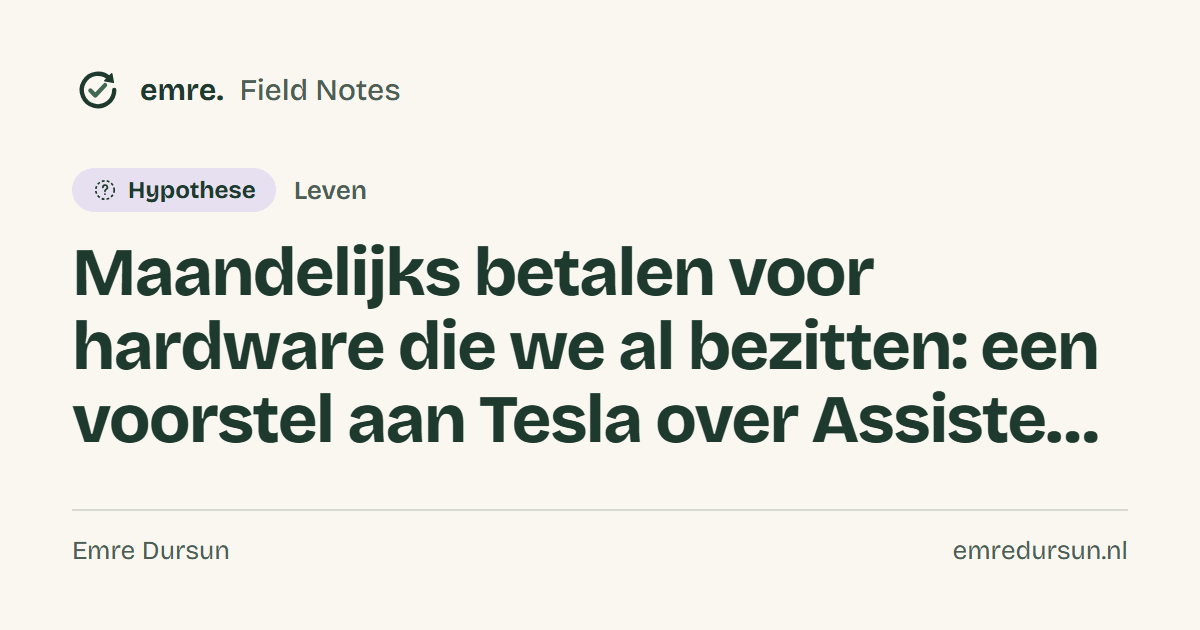 emre. Field Notes
Hypothese Leven
Maandelijks betalen voor
hardware die we al bezitten: een
voorstel aan Tesla over Assiste...
Emre Dursun emredursun.nl